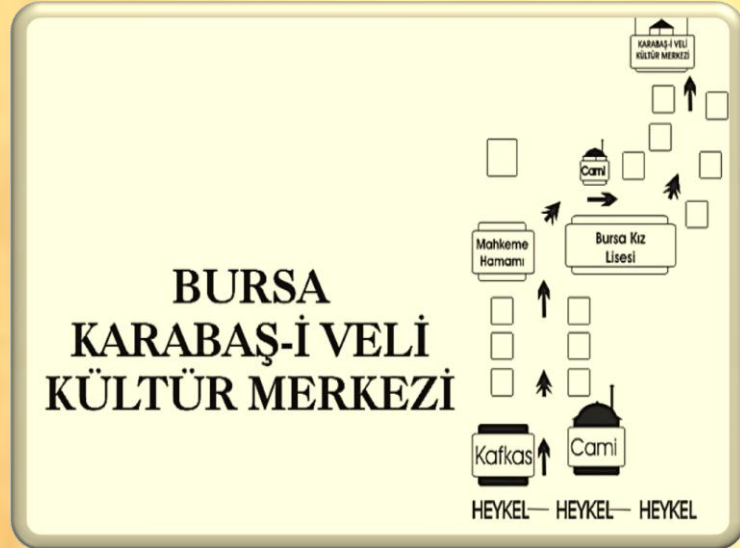 KARABAŞ-İ VELİ
KÜLTÜR MERKEZİ
Cami
Mahkeme
Hamamı
Bursa Kız
Lisesi
BURSA
KARABAŞ-İ VELİ
KÜLTÜR MERKEZİ
Kafkas
Cami
HEYKEL— HEYKEL— HEYKEL